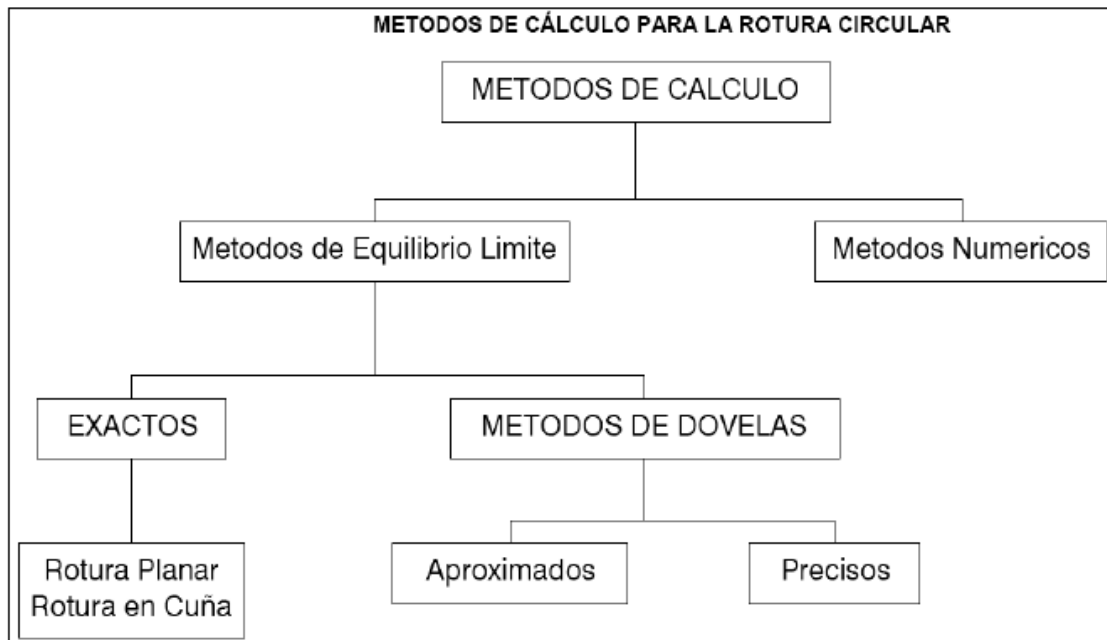 METODOS DE CÁLCULO PARA LA ROTURA CIRCULAR
METODOS DE CALCULO
Metodos de Equilibrio Limite
Metodos Numericos
EXACTOS
METODOS DE DOVELAS
Rotura Planar
Rotura en Cuña
Aproximados
Precisos